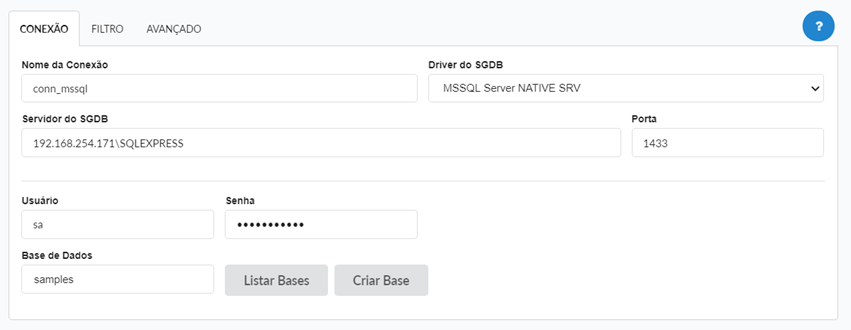 CONEXÃO FILTRO AVANÇADO ?
Nome da Conexão Driver do SGDB
conn_mssql MSSQL Server NATIVE SRV
Servidor do SGDB Porta
192.168.254.171\SQLEXPRESS 1433
Usuário Senha
sa •••••••••••
Base de Dados
samples Listar Bases Criar Base